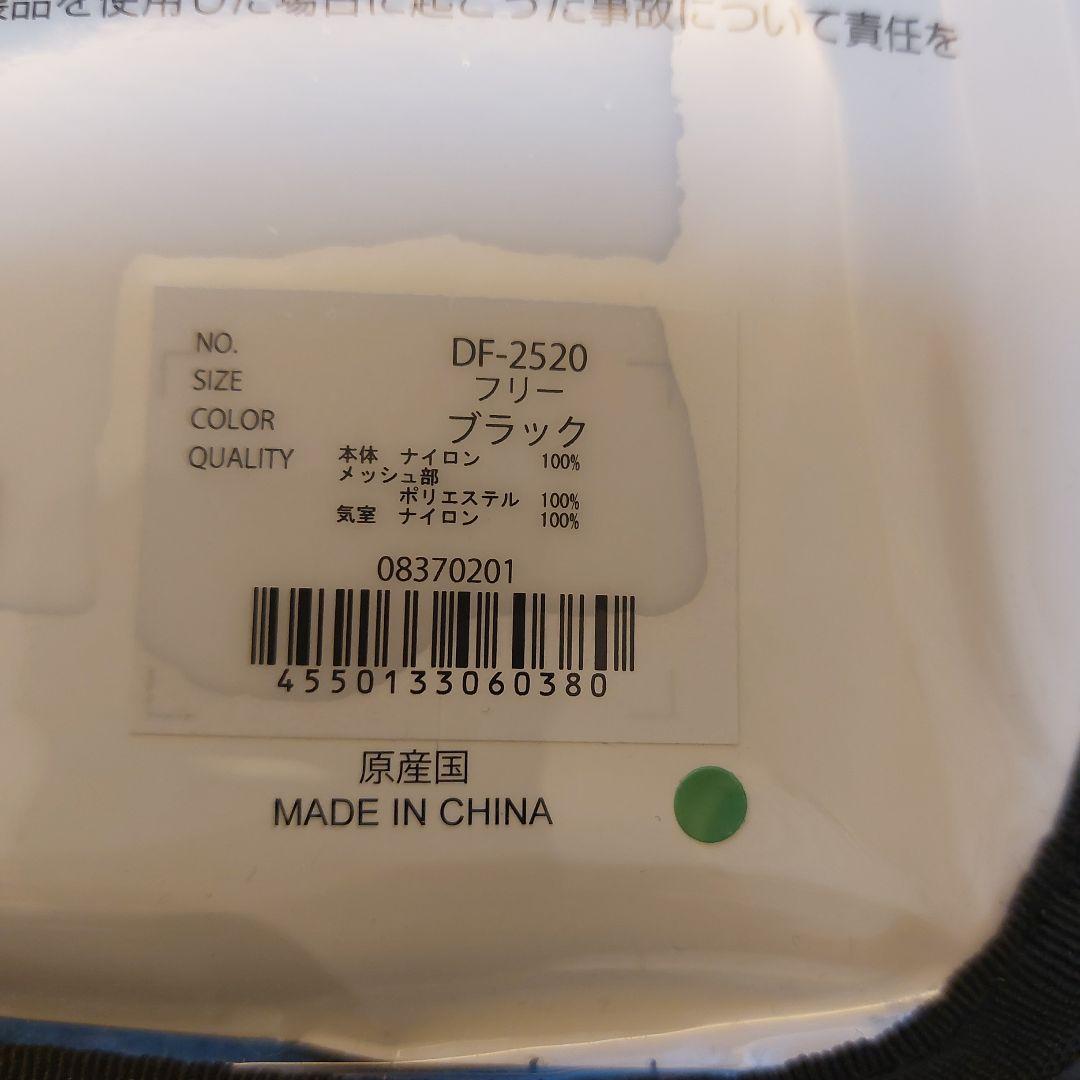 品を使用した場合に起こった事故について責任を
NO. DF-2520
SIZE フリー
COLOR ブラック
QUALITY 本体 ナイロン 100%
メッシュ部
ポリエステル 100%
気室 ナイロン 100%
08370201
4550133060380
原産国
MADE IN CHINA